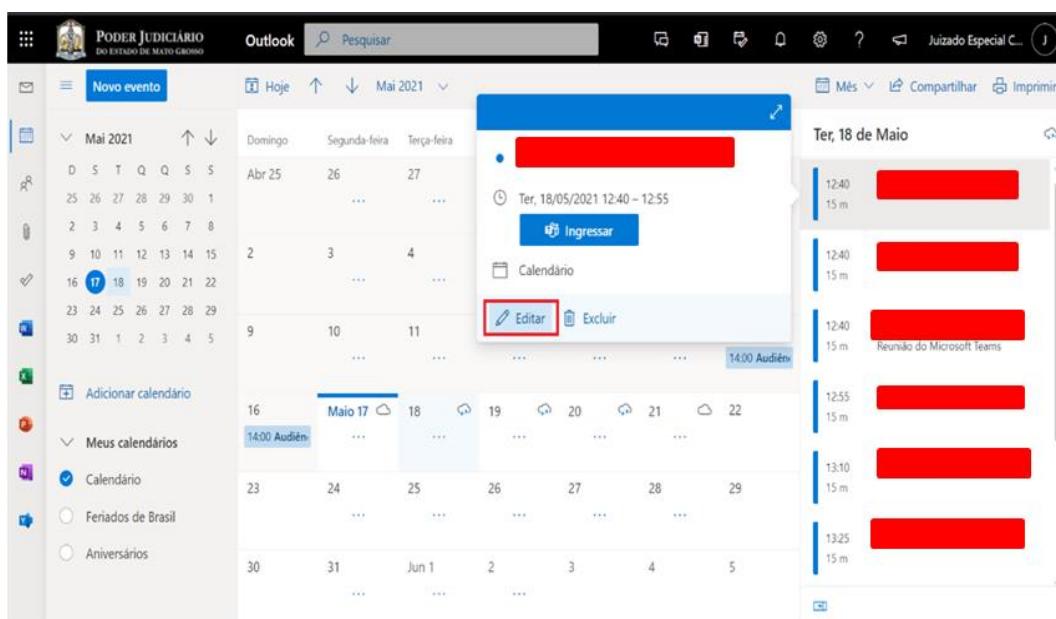 PODER JUDICIÁRIO
DO ESTADO DE MATO GROSSO
Outlook
Pesquisar
Juizado Especial C...
J
Novo evento
Hoje
Mai 2021
Mês
Compartilhar
Imprimir
Mai 2021
D S T Q Q S S
25 26 27 28 29 30 1
2 3 4 5 6 7 8
9 10 11 12 13 14 15
16 17 18 19 20 21 22
23 24 25 26 27 28 29
30 31 1 2 3 4 5
Adicionar calendário
Meus calendários
Calendário
Feriados de Brasil
Aniversários
Domingo Segunda-feira Terça-feira
Abr 25 26 27
2 3 4
9 10 11
14:00 Audiên
16 Maio 17 18 19 20 21 22
14:00 Audiên
23 24 25 26 27 28 29
30 31 Jun 1 2 3 4 5
Ter, 18/05/2021 12:40 – 12:55
Ingressar
Calendário
Editar Excluir
Ter, 18 de Maio
12:40
15 m
12:40
15 m
12:40
15 m Reunião do Microsoft Teams
12:55
15 m
13:10
15 m
13:25
15 m